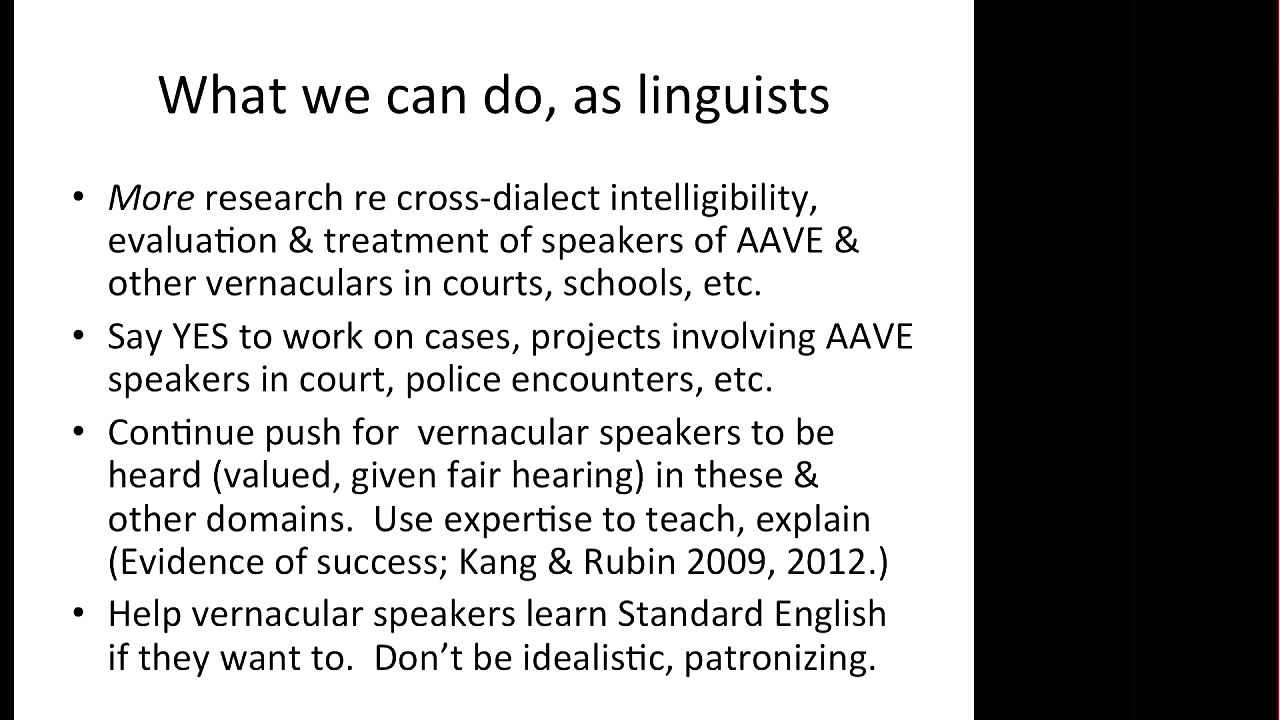 What we can do, as linguists
• More research re cross-dialect intelligibility,
evaluation & treatment of speakers of AAVE &
other vernaculars in courts, schools, etc.
• Say YES to work on cases, projects involving AAVE
speakers in court, police encounters, etc.
• Continue push for  vernacular speakers to be
heard (valued, given fair hearing) in these &
other domains.  Use expertise to teach, explain
(Evidence of success; Kang & Rubin 2009, 2012.)
• Help vernacular speakers learn Standard English
if they want to.  Don’t be idealistic, patronizing.